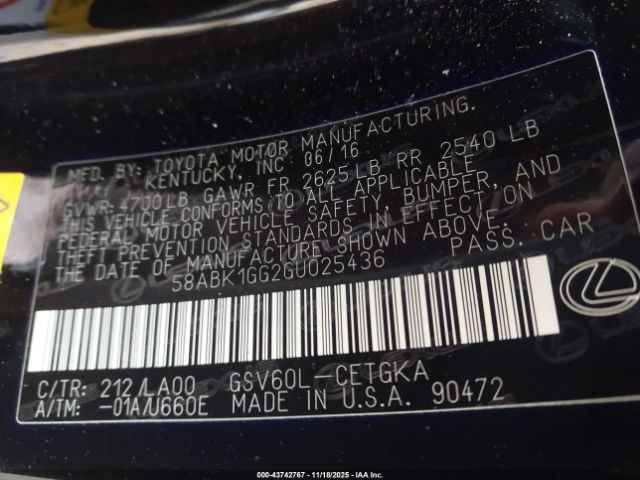 MFD. BY: TOYOTA MOTOR MANUFACTURING.
KENTUCKY, INC 06/16
GVWR: 4700 LB GAWR FR 2625 LB, RR 2540 LB
THIS VEHICLE CONFORMS TO ALL APPLICABLE
FEDERAL MOTOR VEHICLE SAFETY, BUMPER, AND
THEFT PREVENTION STANDARDS IN EFFECT ON
THE DATE OF MANUFACTURE SHOWN ABOVE.
58ABK1GG2GU025436 PASS. CAR
C/TR: 212/LA00 GSV60L-CETGKA
A/TM: -01A/U660E MADE IN U.S.A. 90472
000-43742767 - 11/18/2025 - IAAI.COM